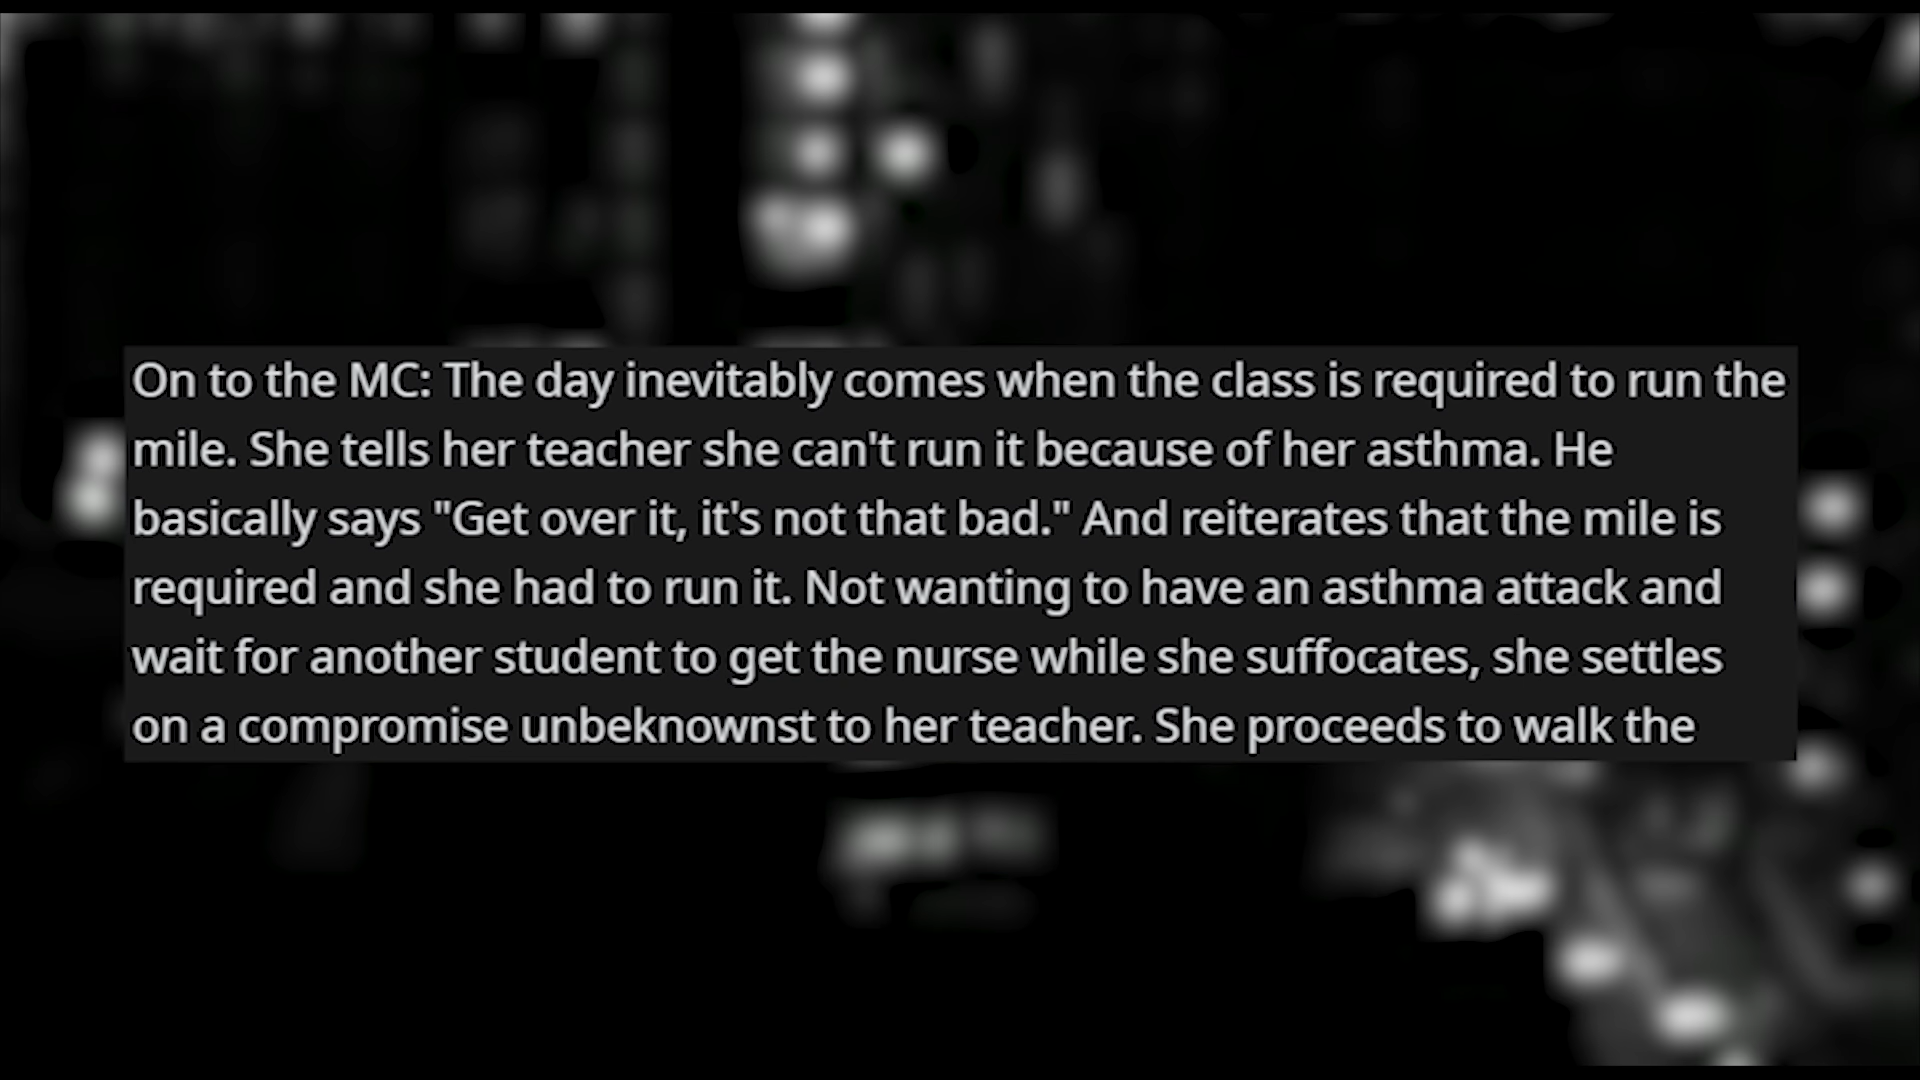 On to the MC: The day inevitably comes when the class is required to run the
mile. She tells her teacher she can't run it because of her asthma. He
basically says "Get over it, it's not that bad." And reiterates that the mile is
required and she had to run it. Not wanting to have an asthma attack and
wait for another student to get the nurse while she suffocates, she settles
on a compromise unbeknownst to her teacher. She proceeds to walk the